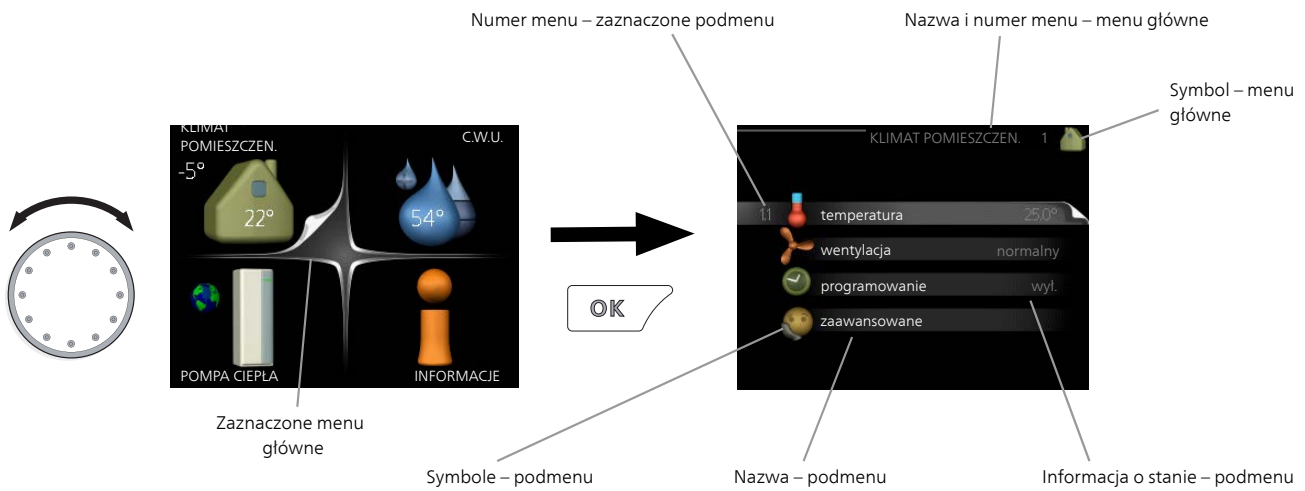 Numer menu – zaznaczone podmenu
Nazwa i numer menu – menu główne
Symbol – menu
główne
KLIMAT
POMIESZCZEN.
-5°
22°
C.W.U.
54°
POMPA CIEPŁA
INFORMACJE
Zaznaczone menu
główne
OK
KLIMAT POMIESZCZEN. 1
1.1 temperatura 25.0°
wentylacja normalny
programowanie wył.
zaawansowane
Symbole – podmenu
Nazwa – podmenu
Informacja o stanie – podmenu